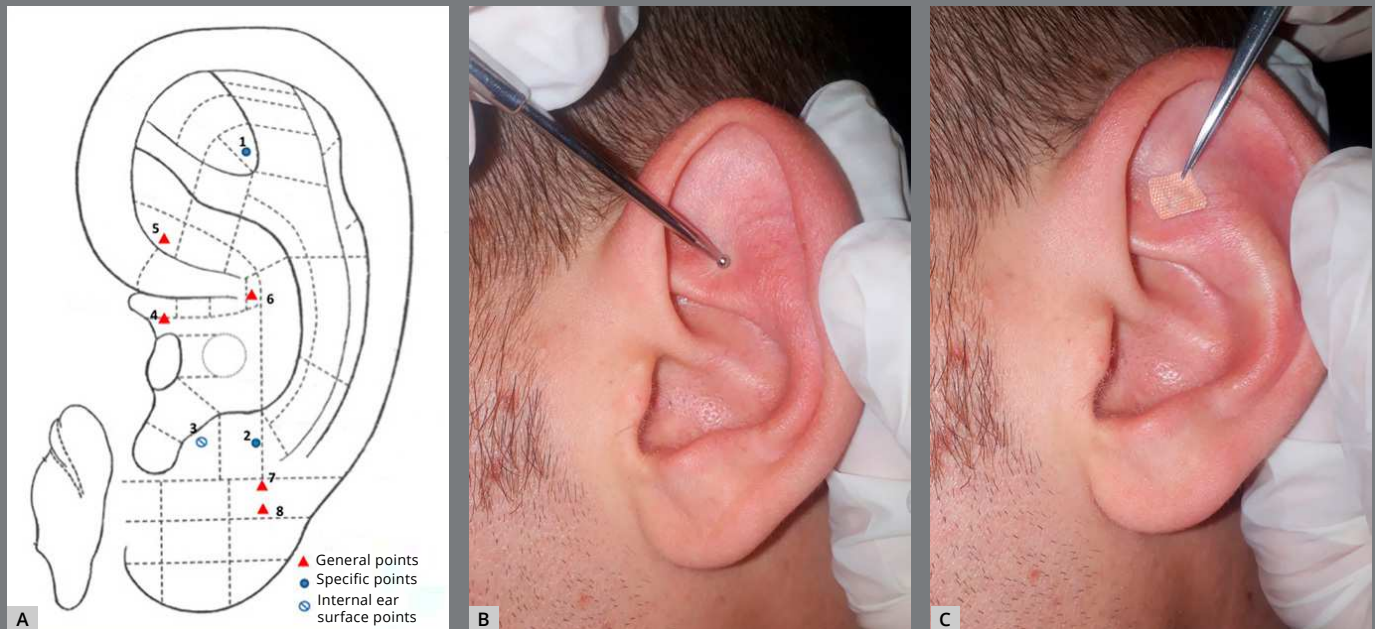 1
5
6
4
3
2
7
8
General points
Specific points
Internal ear
surface points
A
B
C